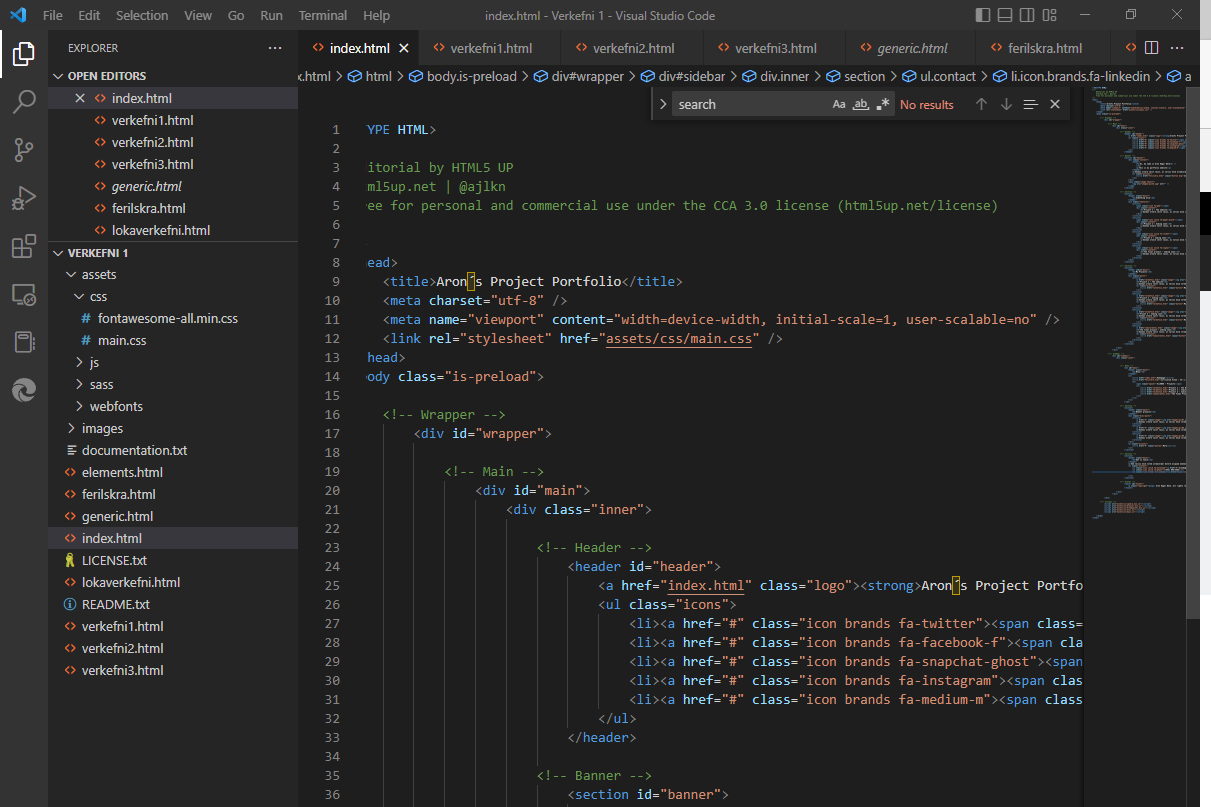 File Edit Selection View Go Run Terminal Help index.html - Verkefni 1 - Visual Studio Code
EXPLORER
index.html verkefni1.html verkefni2.html verkefni3.html generic.html ferilskra.html
x.html > html > body.is-preload > div#wrapper > div#sidebar > div.inner > section > ul.contact > li.icon.brands.fa-linkedin > a
search Aa ab No results
OPEN EDITORS
index.html
verkefni1.html
verkefni2.html
verkefni3.html
generic.html
ferilskra.html
lokaverkefni.html
VERKEFNI 1
assets
css
# fontawesome-all.min.css
# main.css
js
sass
webfonts
images
documentation.txt
elements.html
ferilskra.html
generic.html
index.html
LICENSE.txt
lokaverkefni.html
README.txt
verkefni1.html
verkefni2.html
verkefni3.html
1 YPE HTML>
2
3 itorial by HTML5 UP
4 ml5up.net | @ajlkn
5 ee for personal and commercial use under the CCA 3.0 license (html5up.net/license)
6
7
8 ead>
9 <title>Aron´s Project Portfolio</title>
10 <meta charset="utf-8" />
11 <meta name="viewport" content="width=device-width, initial-scale=1, user-scalable=no" />
12 <link rel="stylesheet" href="assets/css/main.css" />
13 head>
14 ody class="is-preload">
15
16 <!-- Wrapper -->
17 <div id="wrapper">
18
19 <!-- Main -->
20 <div id="main">
21 <div class="inner">
22
23 <!-- Header -->
24 <header id="header">
25 <a href="index.html" class="logo"><strong>Aron´s Project Portfo
26 <ul class="icons">
27 <li><a href="#" class="icon brands fa-twitter"><span class=
28 <li><a href="#" class="icon brands fa-facebook-f"><span cla
29 <li><a href="#" class="icon brands fa-snapchat-ghost"><span
30 <li><a href="#" class="icon brands fa-instagram"><span class
31 <li><a href="#" class="icon brands fa-medium-m"><span class
32 </ul>
33 </header>
34
35 <!-- Banner -->
36 <section id="banner">